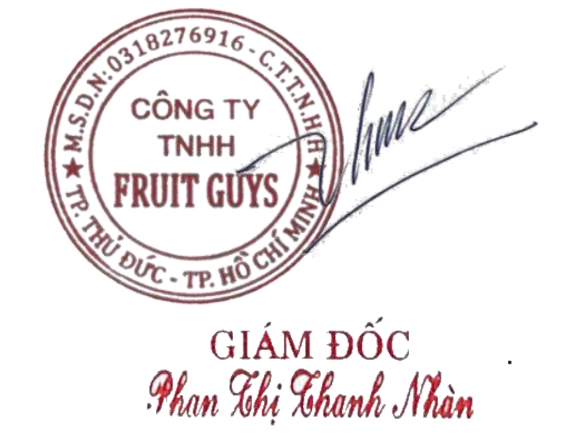 M.S.D.N: 0318276916 - C.T.T.N.H.H
CÔNG TY
TNHH
FRUIT GUYS
★ TP. THỦ ĐỨC - TP. HỒ CHÍ MINH ★
GIÁM ĐỐC
Phan Thị Thanh Nhàn